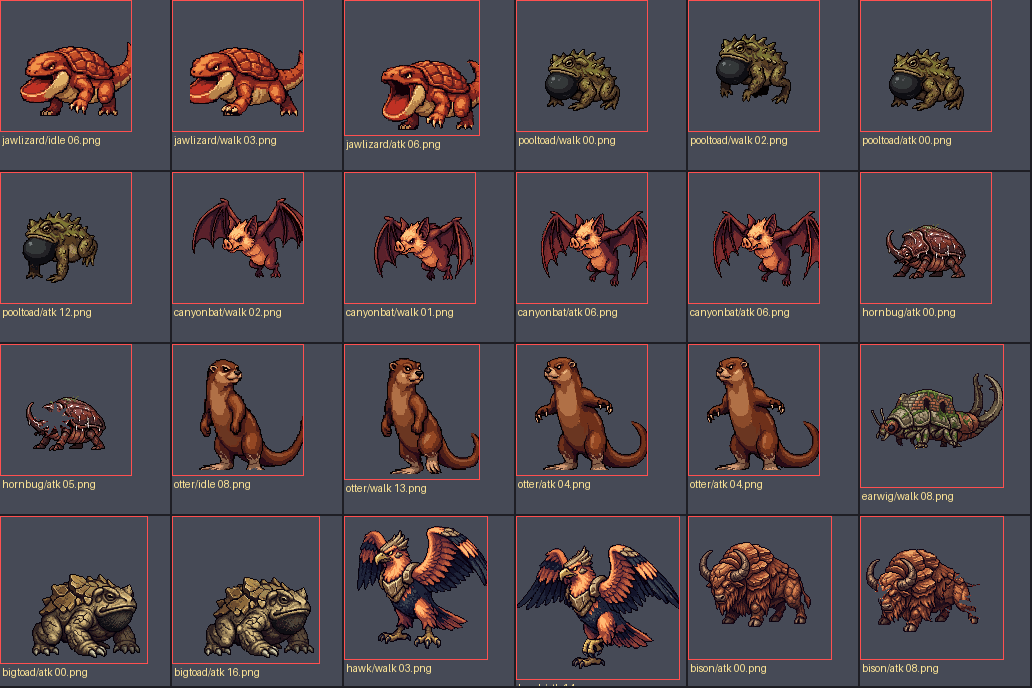 jawlizard/idle 06.png
jawlizard/walk 03.png
jawlizard/atk 06.png
pooltoad/walk 00.png
pooltoad/walk 02.png
pooltoad/atk 00.png
pooltoad/atk 12.png
canyonbat/walk 02.png
canyonbat/walk 01.png
canyonbat/atk 06.png
canyonbat/atk 06.png
hornbug/atk 00.png
hornbug/atk 05.png
otter/idle 08.png
otter/walk 13.png
otter/atk 04.png
otter/atk 04.png
earwig/walk 08.png
bigtoad/atk 00.png
bigtoad/atk 16.png
hawk/walk 03.png
bison/atk 00.png
bison/atk 08.png